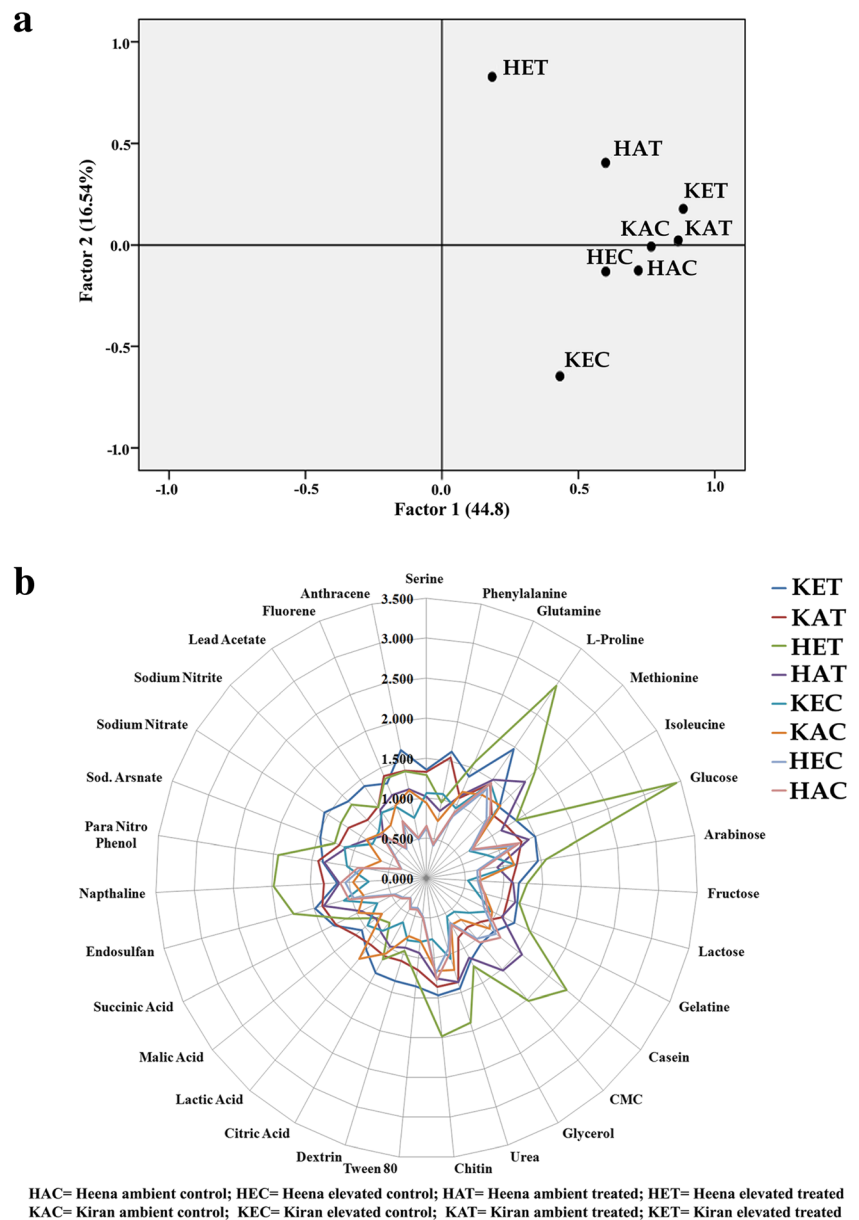 a
1.0
0.5
0.0
-0.5
-1.0
Factor 2 (16.54%)
HET
HAT
KET
KAC KAT
HEC HAC
KEC
-1.0 -0.5 0.0 0.5 1.0
Factor 1 (44.8)
b
Serine
Phenylalanine
Glutamine
L-Proline
Methionine
Isoleucine
Glucose
Arabinose
Fructose
Lactose
Gelatine
Casein
CMC
Glycerol
Urea
Chitin
Tween 80
Dextrin
Citric Acid
Lactic Acid
Malic Acid
Succinic Acid
Endosulfan
Napthaline
Para Nitro
Phenol
Sod. Arsnate
Sodium Nitrate
Sodium Nitrite
Lead Acetate
Fluorene
Anthracene
3.500
3.000
2.500
2.000
1.500
1.000
0.500
0.000
KET
KAT
HET
HAT
KEC
KAC
HEC
HAC
HAC= Heena ambient control; HEC= Heena elevated control; HAT= Heena ambient treated; HET= Heena elevated treated
KAC= Kiran ambient control; KEC= Kiran elevated control; KAT= Kiran ambient treated; KET= Kiran elevated treated